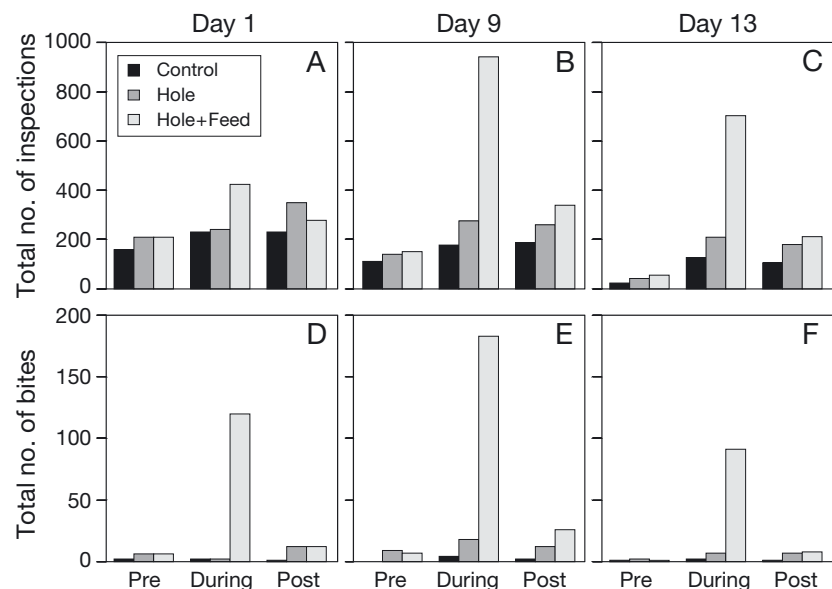 Day 1 Day 9 Day 13
Total no. of inspections
1000
800
600
400
200
0
Control
Hole
Hole+Feed
A
B
C
Total no. of bites
200
150
100
50
0
D
E
F
Pre During Post Pre During Post Pre During Post